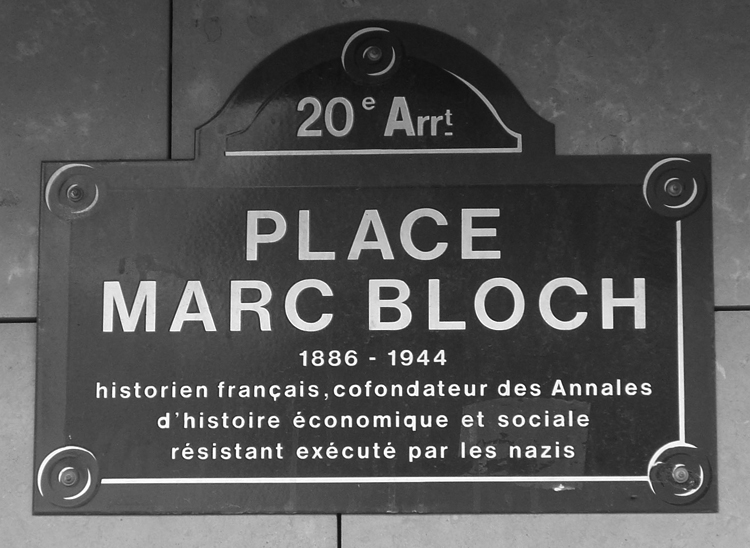 20e Arrt
PLACE
MARC BLOCH
1886 - 1944
historien français, cofondateur des Annales
d'histoire économique et sociale
résistant exécuté par les nazis